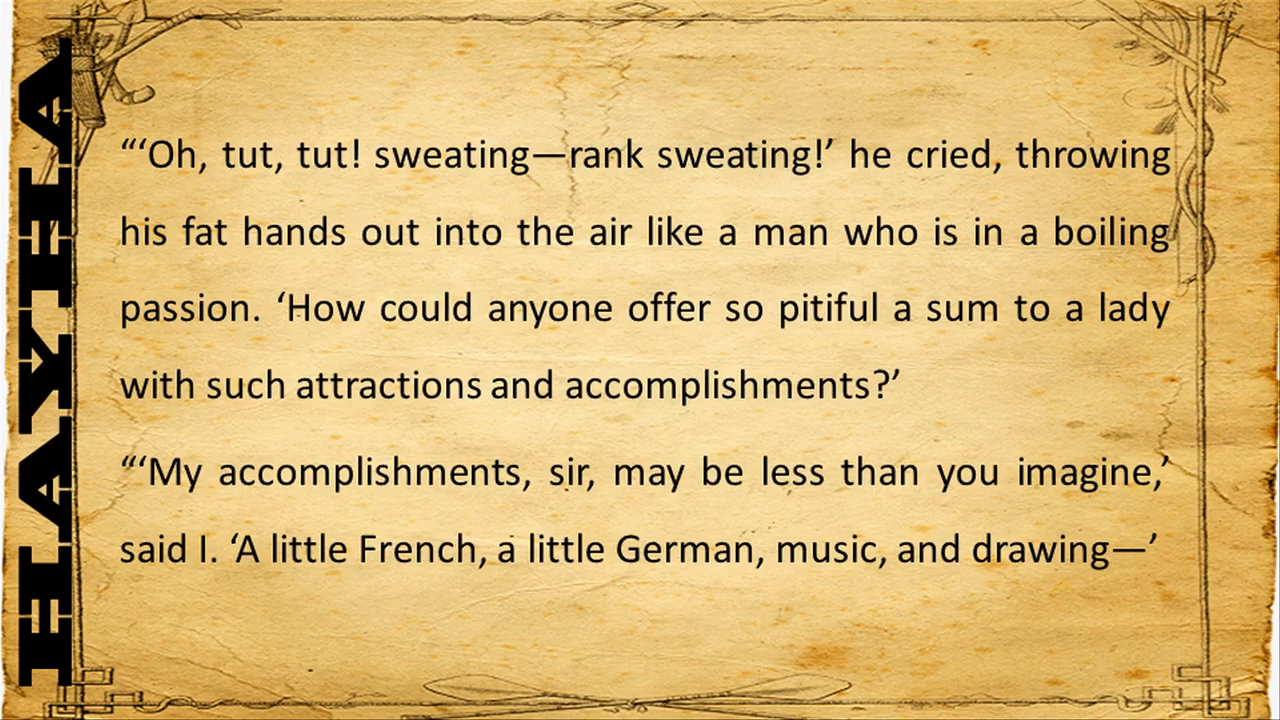 HAYHA
“‘Oh, tut, tut! sweating—rank sweating!’ he cried, throwing
his fat hands out into the air like a man who is in a boiling
passion. ‘How could anyone offer so pitiful a sum to a lady
with such attractions and accomplishments?’
“‘My accomplishments, sir, may be less than you imagine,’
said I. ‘A little French, a little German, music, and drawing—’